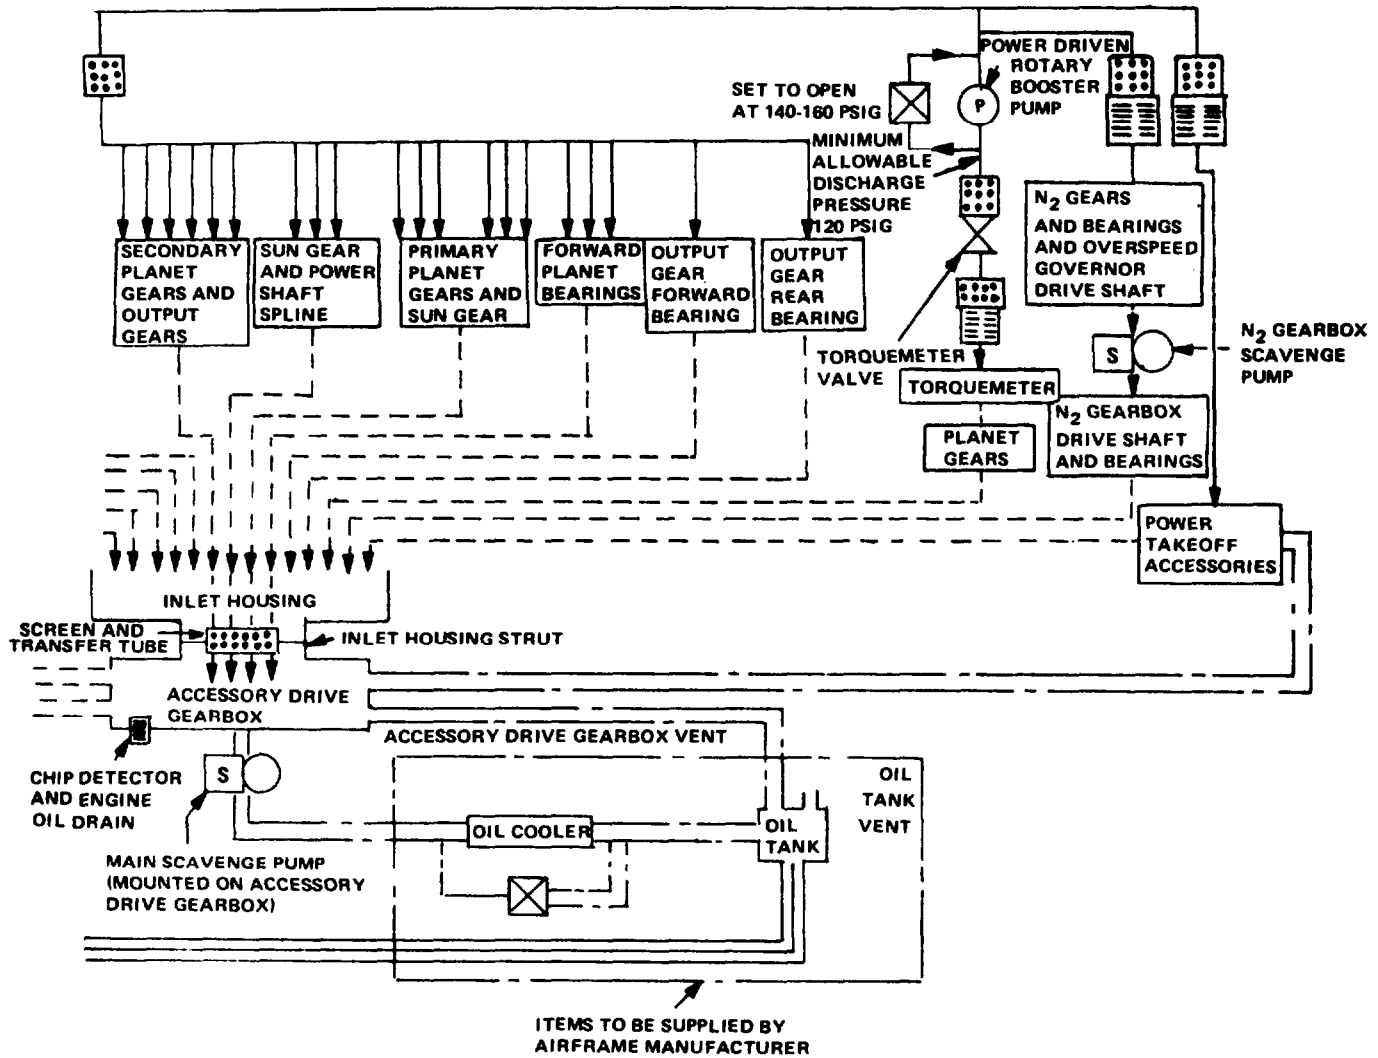 POWER DRIVEN
ROTARY
BOOSTER
PUMP
SET TO OPEN
AT 140-160 PSIG
P
MINIMUM
ALLOWABLE
DISCHARGE
PRESSURE
120 PSIG
N2 GEARS
AND BEARINGS
AND OVERSPEED
GOVERNOR
DRIVE SHAFT
SECONDARY
PLANET
GEARS AND
OUTPUT
GEARS
SUN GEAR
AND POWER
SHAFT
SPLINE
PRIMARY
PLANET
GEARS AND
SUN GEAR
FORWARD
PLANET
BEARINGS
OUTPUT
GEAR
FORWARD
BEARING
OUTPUT
GEAR
REAR
BEARING
TORQUEMETER
VALVE
S
N2 GEARBOX
SCAVENGE
PUMP
TORQUEMETER
N2 GEARBOX
DRIVE SHAFT
AND BEARINGS
PLANET
GEARS
POWER
TAKEOFF
ACCESSORIES
INLET HOUSING
SCREEN AND
TRANSFER TUBE
INLET HOUSING STRUT
ACCESSORY DRIVE
GEARBOX
ACCESSORY DRIVE GEARBOX VENT
CHIP DETECTOR
AND ENGINE
OIL DRAIN
S
OIL
TANK
VENT
OIL COOLER
OIL
TANK
MAIN SCAVENGE PUMP
(MOUNTED ON ACCESSORY
DRIVE GEARBOX)
ITEMS TO BE SUPPLIED BY
AIRFRAME MANUFACTURER